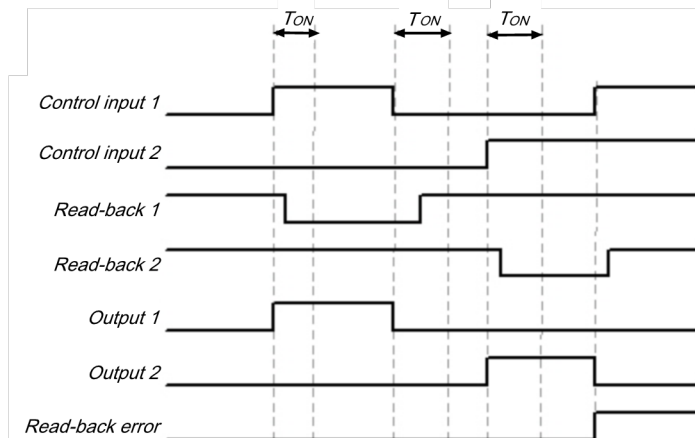 TON TON TON
Control input 1
Control input 2
Read-back 1
Read-back 2
Output 1
Output 2
Read-back error